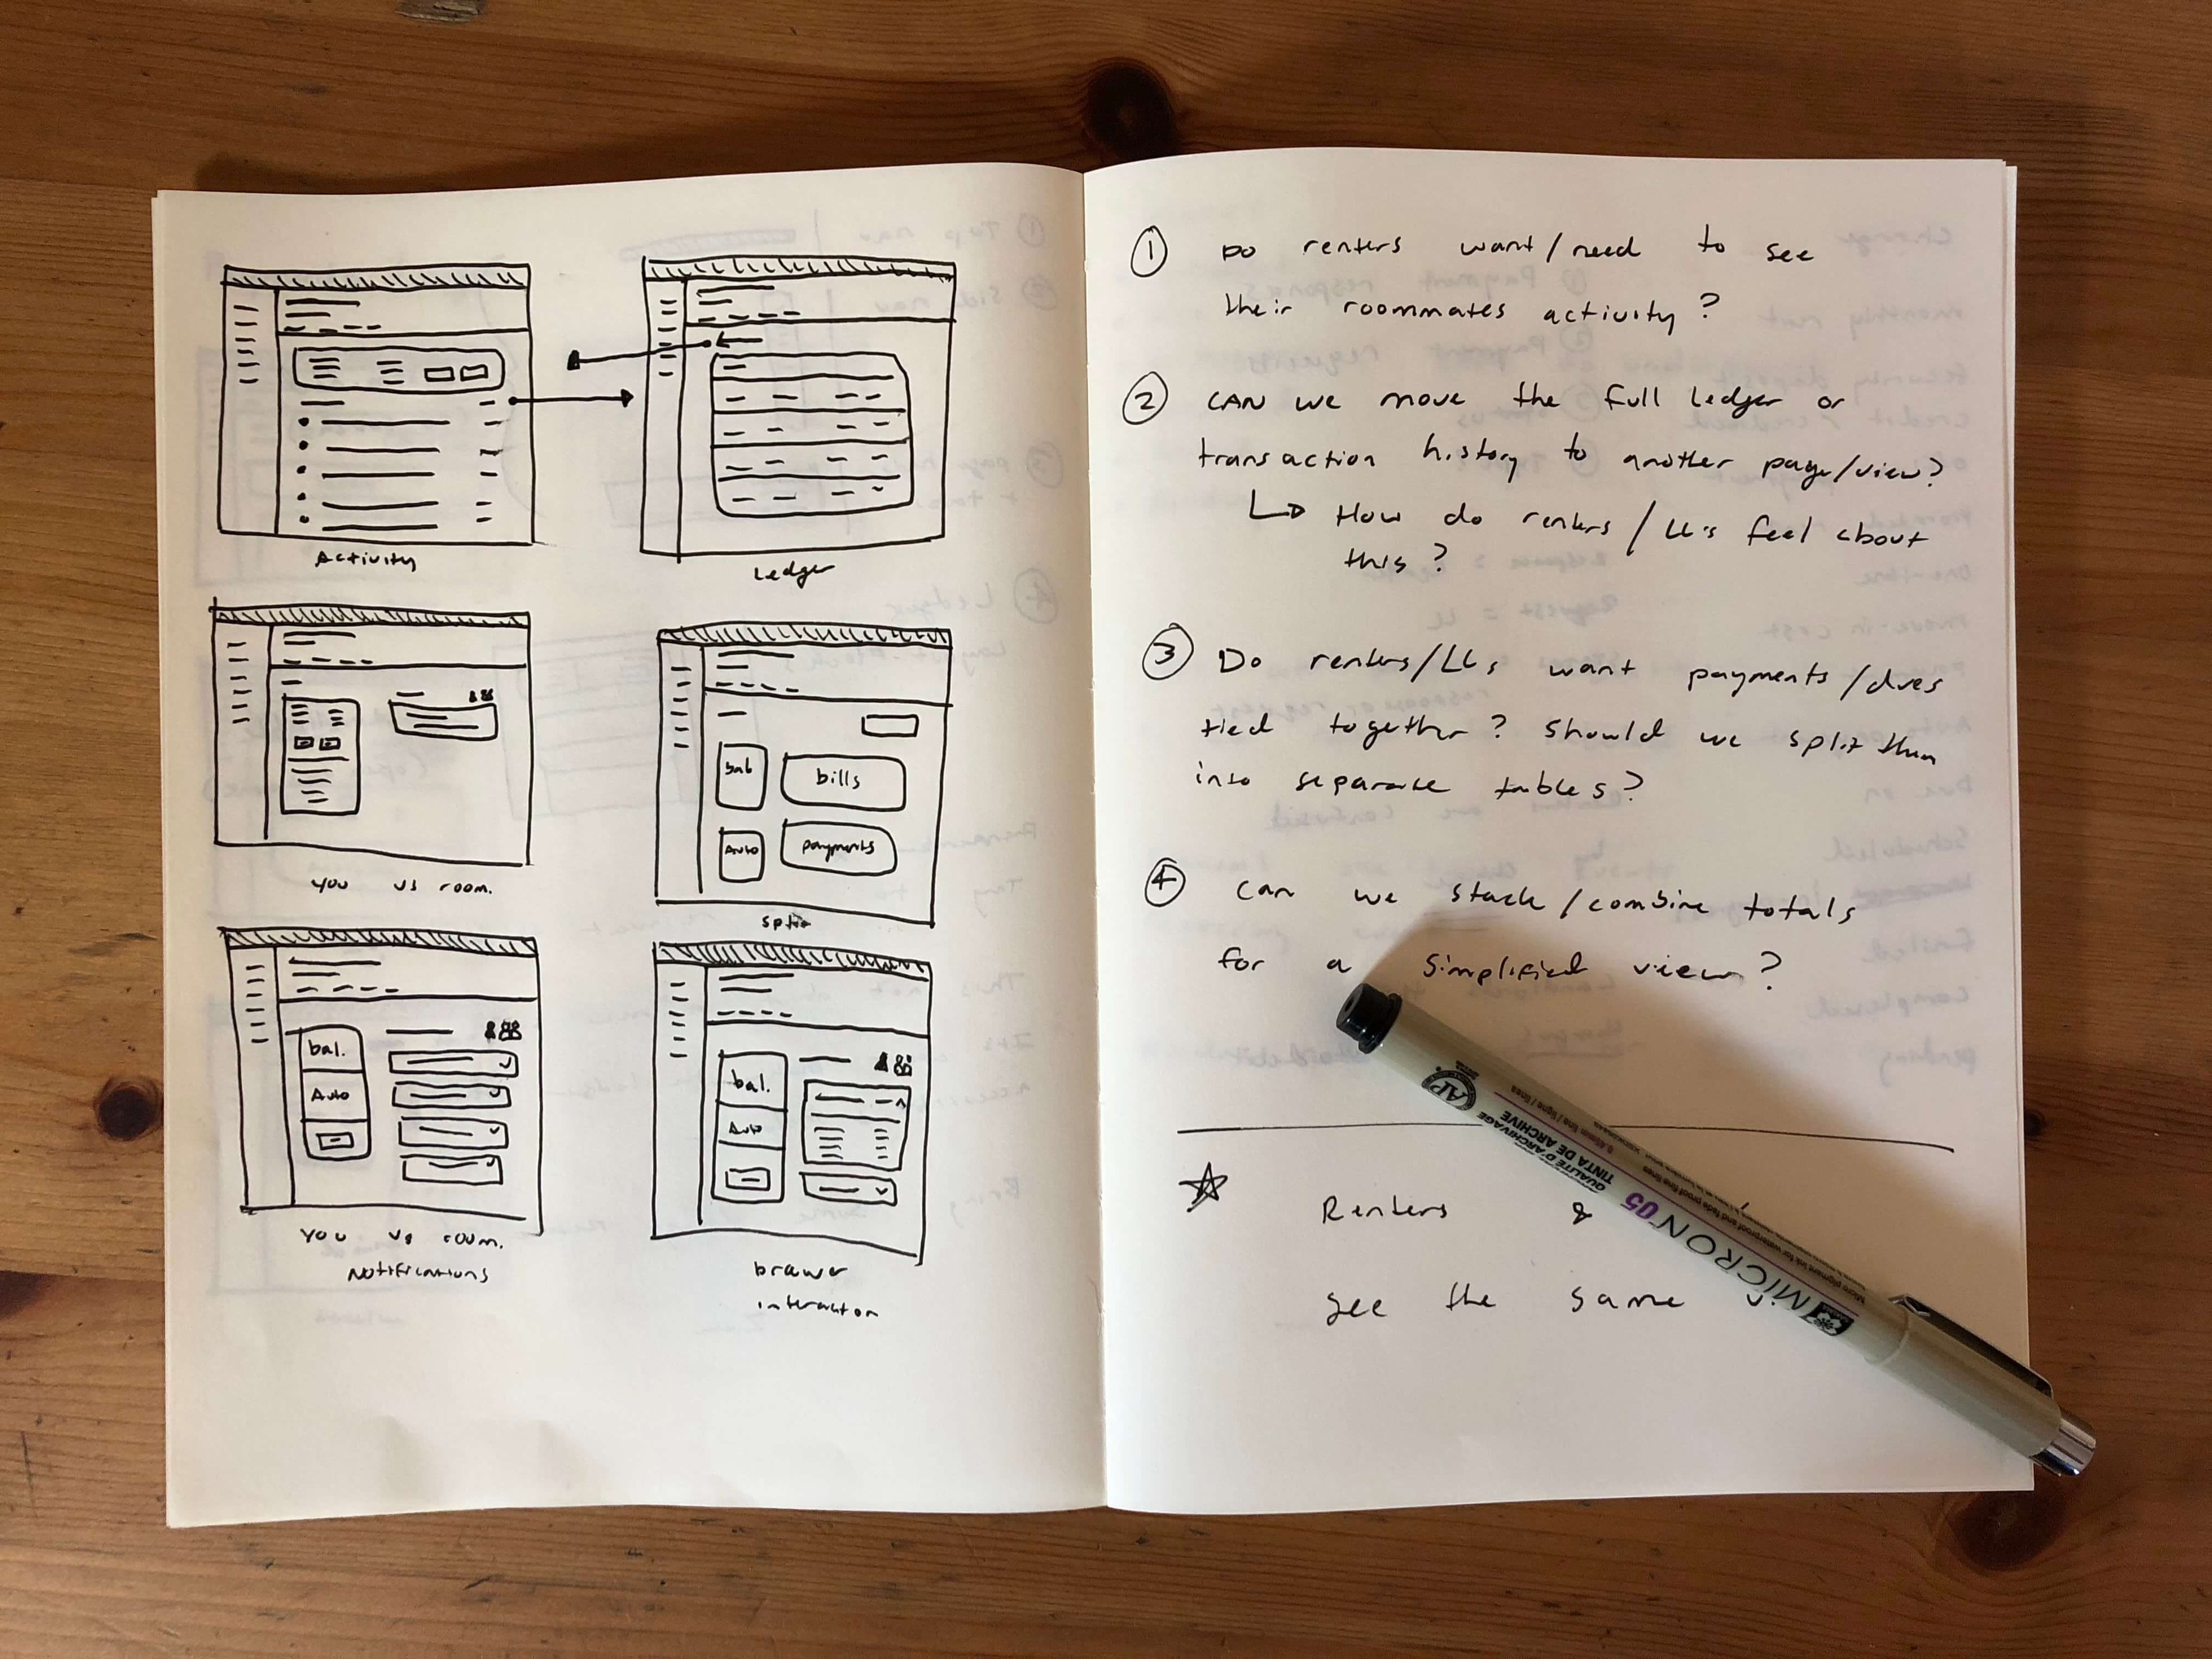 Activity
Ledger
you vs room.
bal
bills
Auto
payments
split
bal.
Auto
you vs room.
Notifications
bal.
Auto
Drawer
interaction
1 Do renters want/need to see
their roommates activity?
2 CAN we move the full ledger or
transaction history to another page/view?
How do renters/LL's feel about
this?
3 Do renters/LLs want payments/dues
tied together? Should we split them
into separate tables?
4 Can we stack/combine totals
for a simplified view?
Renters &
see the same
AP
QUALITE D'ARCHIVAGE
TINTA DE ARCHIVE
MICRON 05